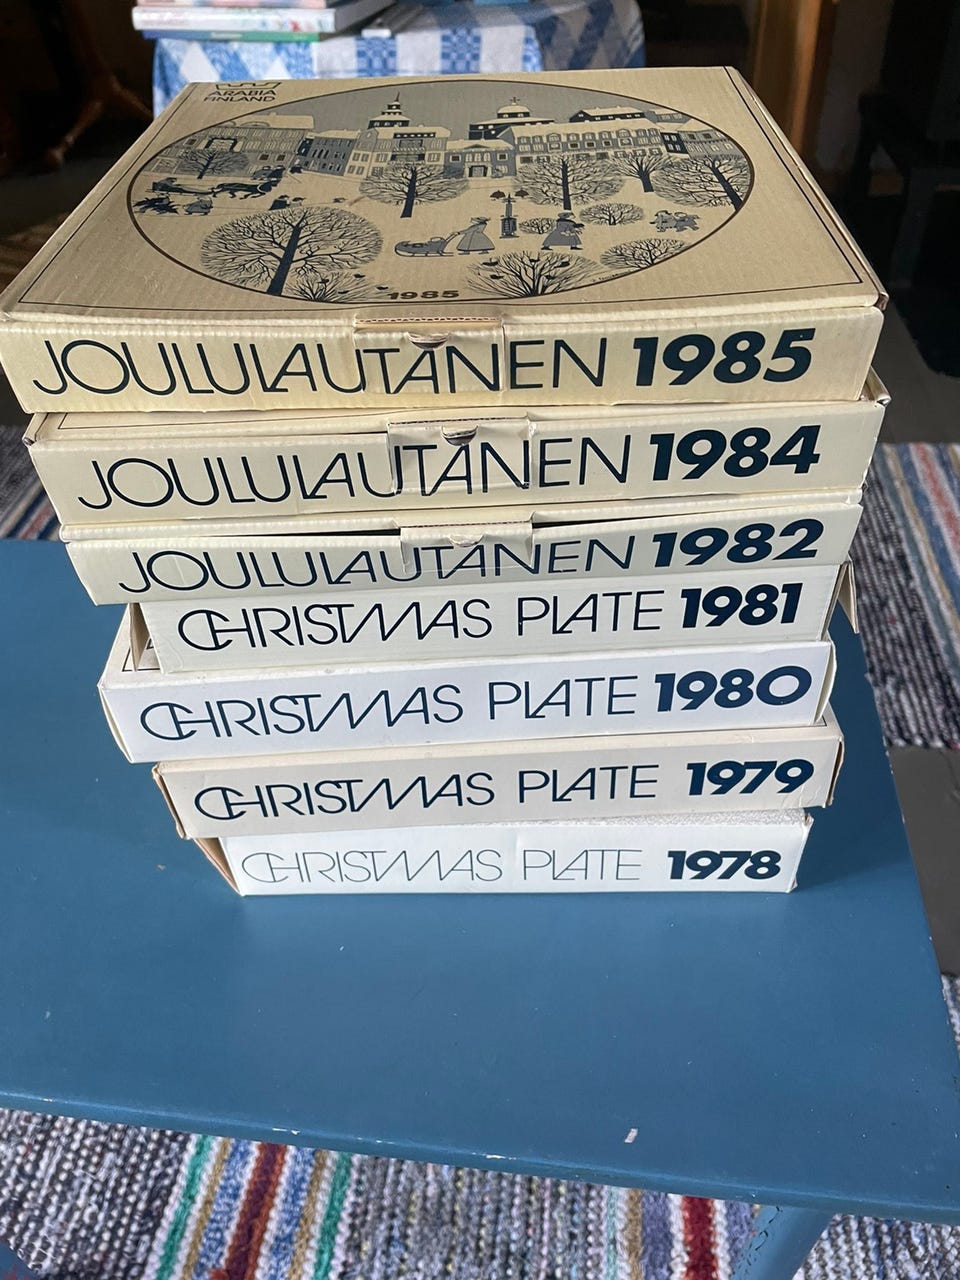 ARABIA
FINLAND
1985
JOULULAUTANEN 1985
JOULULAUTANEN 1984
JOULULAUTANEN 1982
CHRISTMAS PLATE 1981
CHRISTMAS PLATE 1980
CHRISTMAS PLATE 1979
CHRISTMAS PLATE 1978